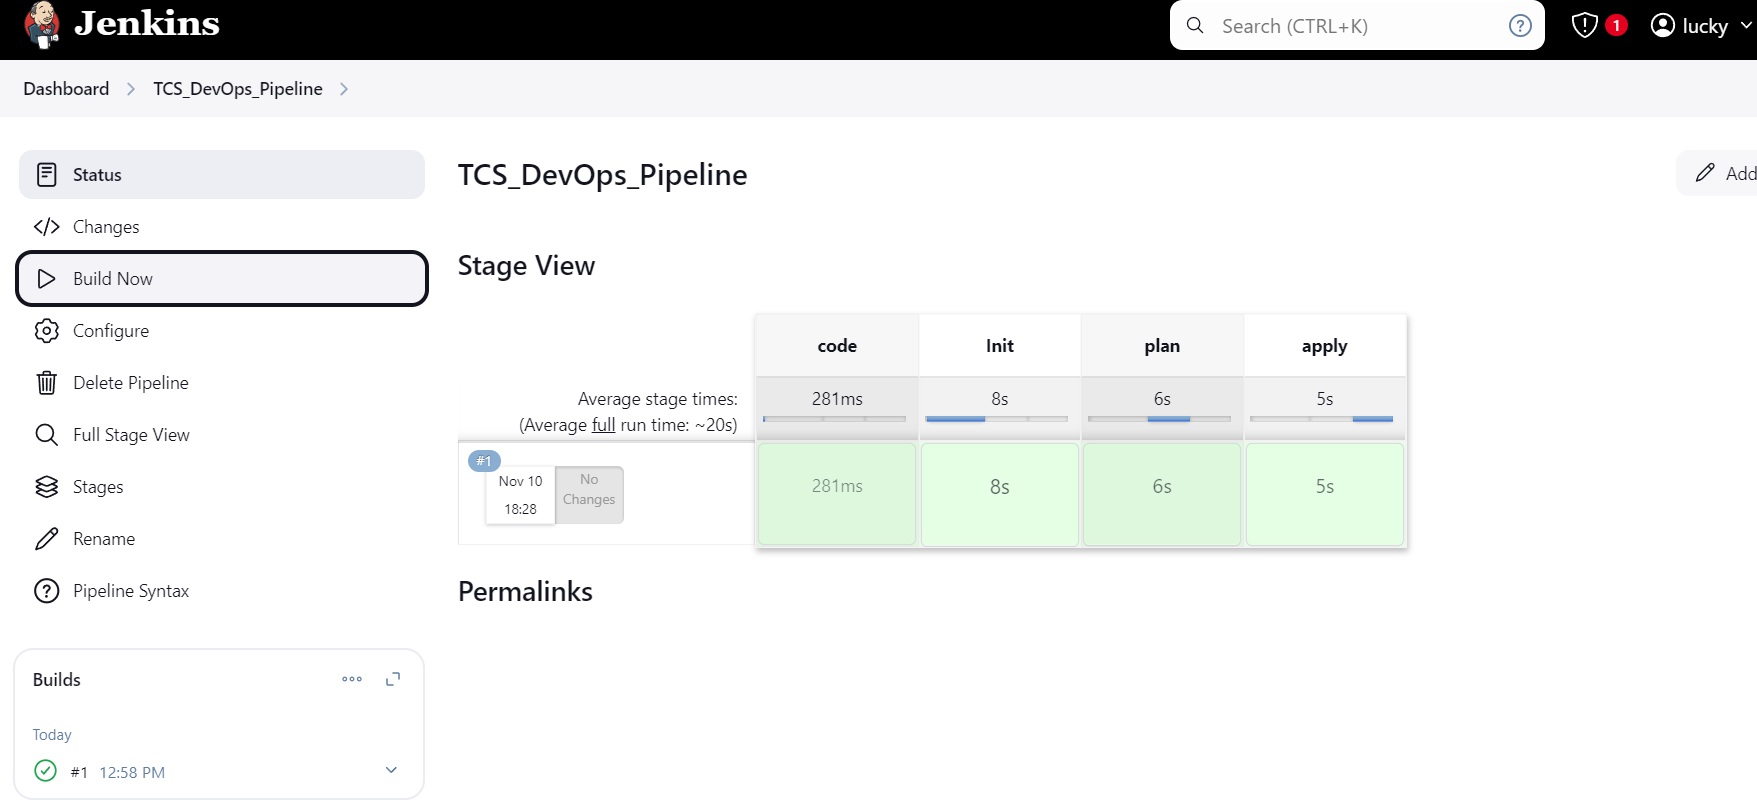 Jenkins
Search (CTRL+K)
1
lucky
Dashboard
TCS_DevOps_Pipeline
Status
Changes
Build Now
Configure
Delete Pipeline
Full Stage View
Stages
Rename
Pipeline Syntax
Builds
Today
#1 12:58 PM
TCS_DevOps_Pipeline
Add
Stage View
code Init plan apply
Average stage times: 281ms 8s 6s 5s
(Average full run time: ~20s)
#1
Nov 10
18:28
No
Changes
281ms 8s 6s 5s
Permalinks